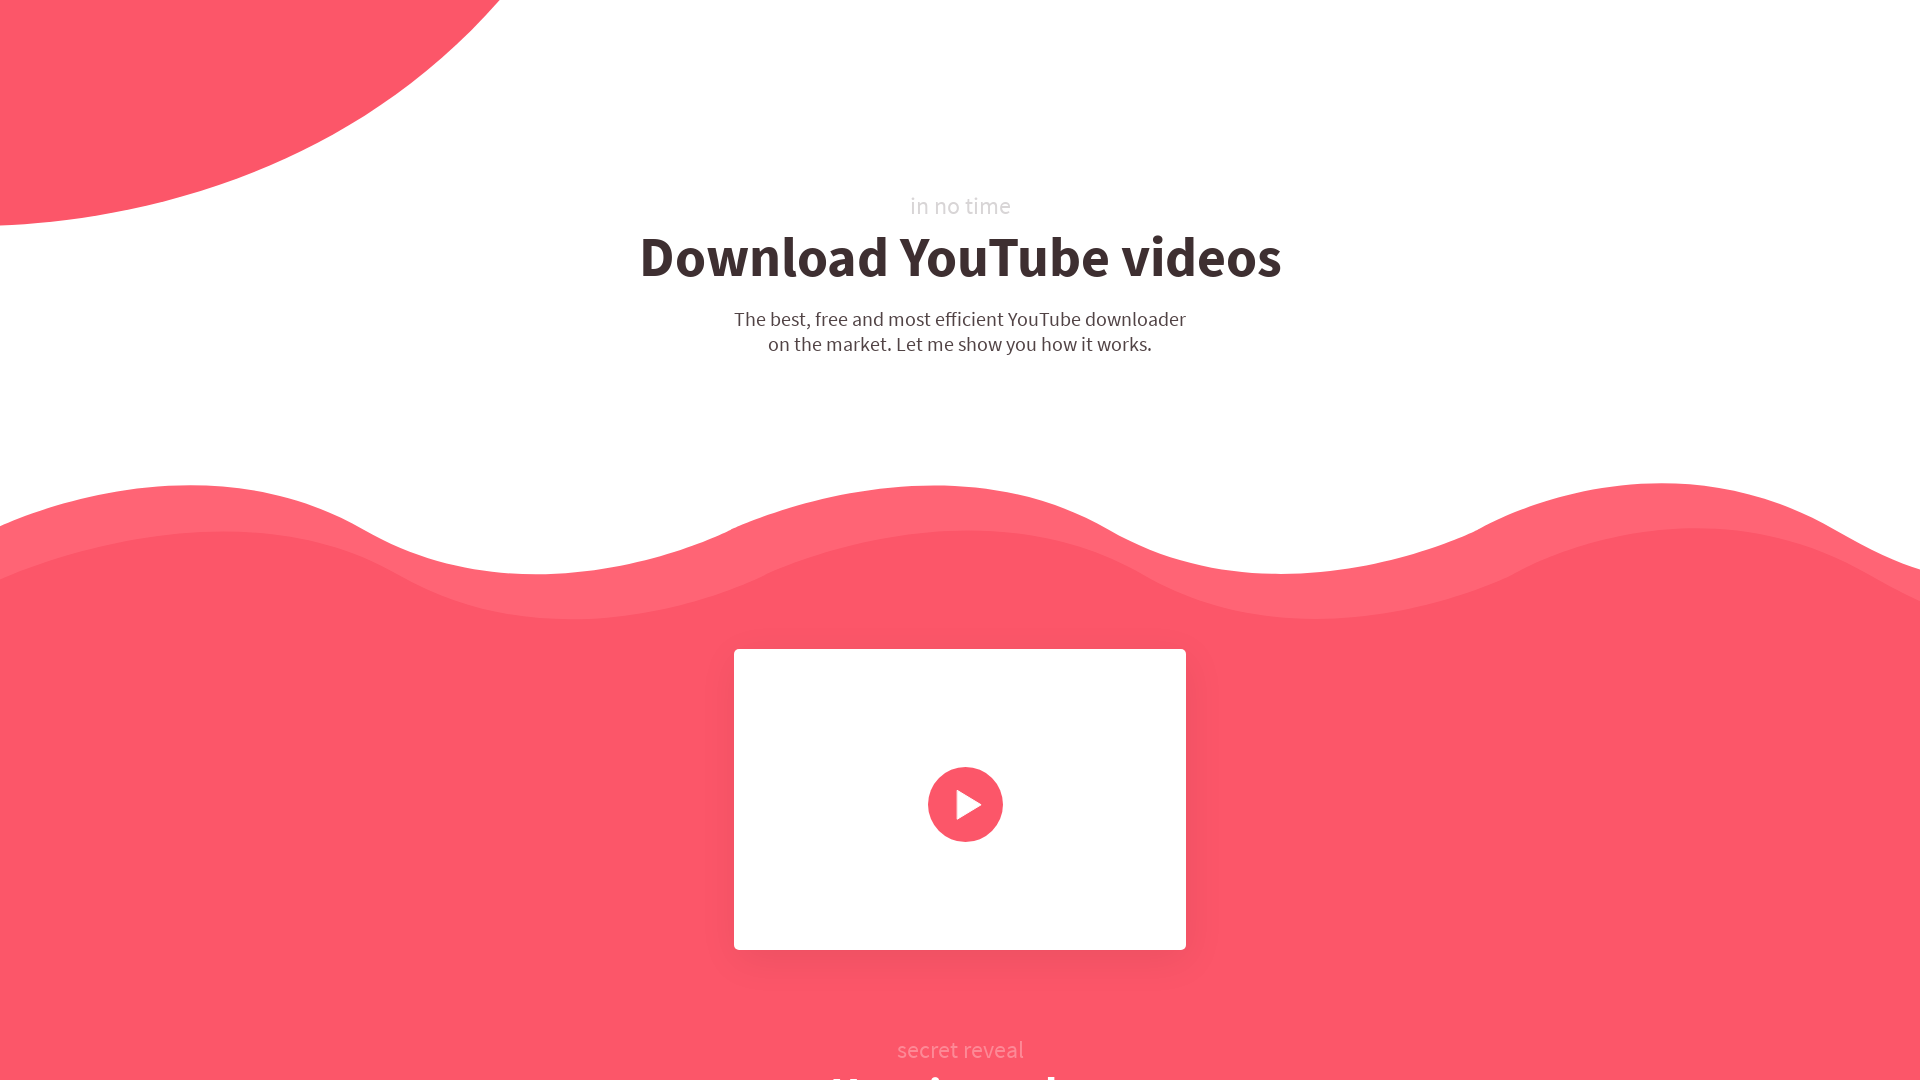 in no time
Download YouTube videos
The best, free and most efficient YouTube downloader
on the market. Let me show you how it works.
secret reveal